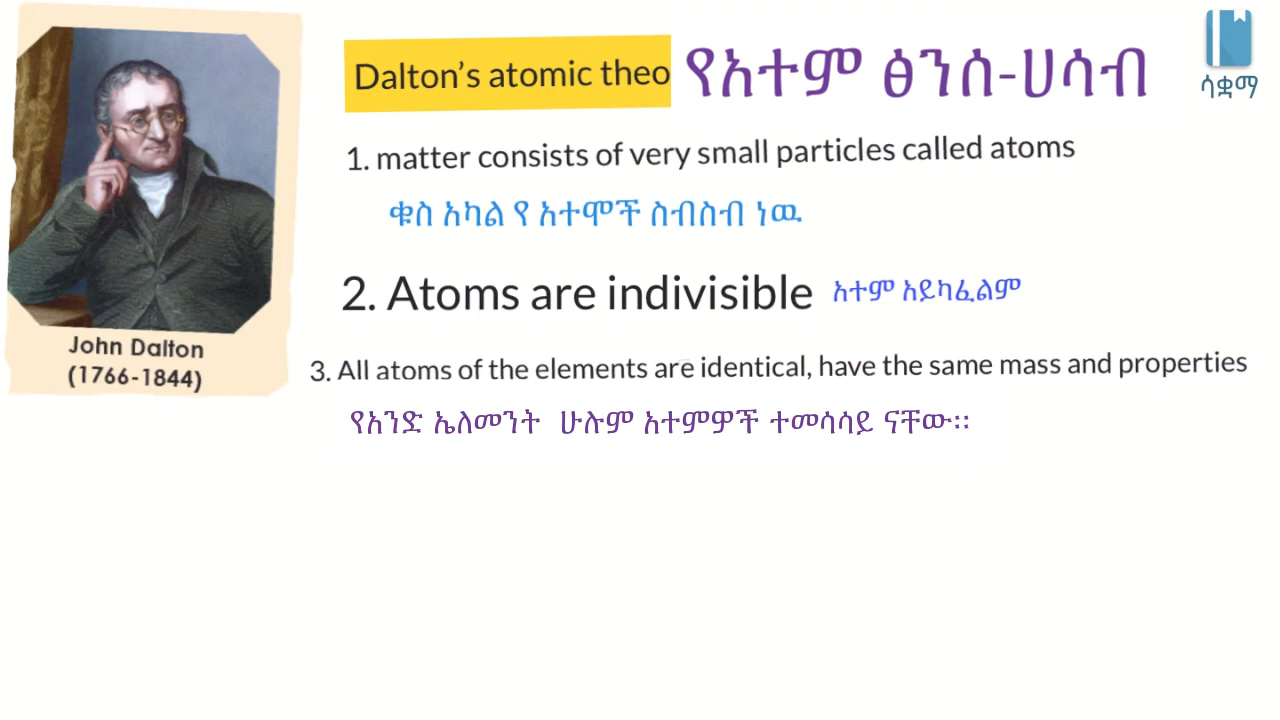 Dalton's atomic theo
የአተም ፅንሰ-ሀሳብ
ሳቋማ
1. matter consists of very small particles called atoms
ቁስ አካል የ አተሞች ስብስብ ነዉ
2. Atoms are indivisible አተም አይካፈልም
3. All atoms of the elements are identical, have the same mass and properties
የአንድ ኤለመንት ሁሉም አተምዎች ተመሳሳይ ናቸው፡፡
John Dalton
(1766-1844)